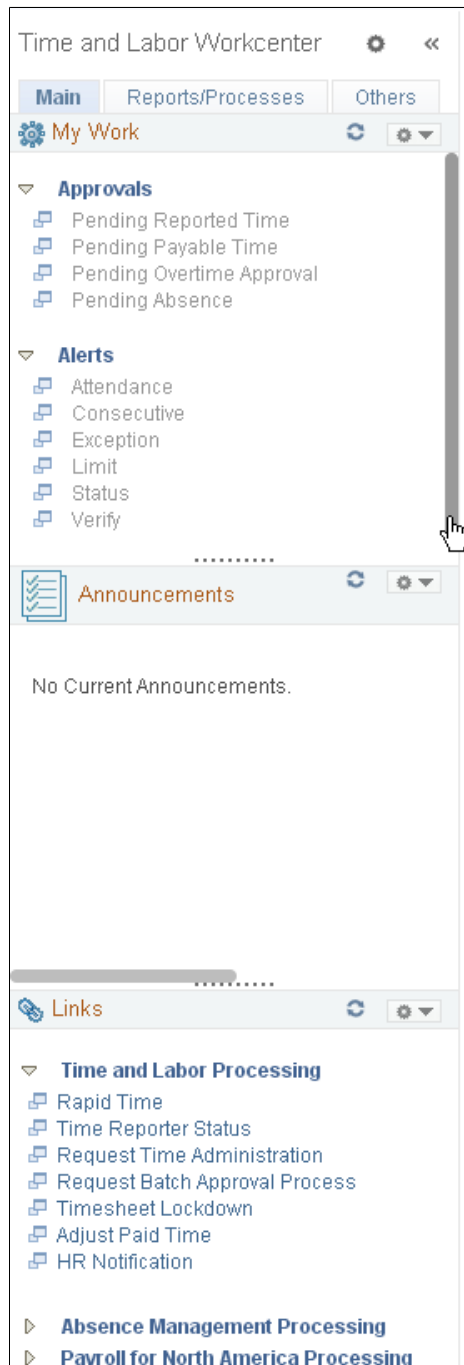 Time and Labor Workcenter
Main Reports/Processes Others
My Work
Approvals
Pending Reported Time
Pending Payable Time
Pending Overtime Approval
Pending Absence
Alerts
Attendance
Consecutive
Exception
Limit
Status
Verify
Announcements
No Current Announcements.
Links
Time and Labor Processing
Rapid Time
Time Reporter Status
Request Time Administration
Request Batch Approval Process
Timesheet Lockdown
Adjust Paid Time
HR Notification
Absence Management Processing
Payroll for North America Processing